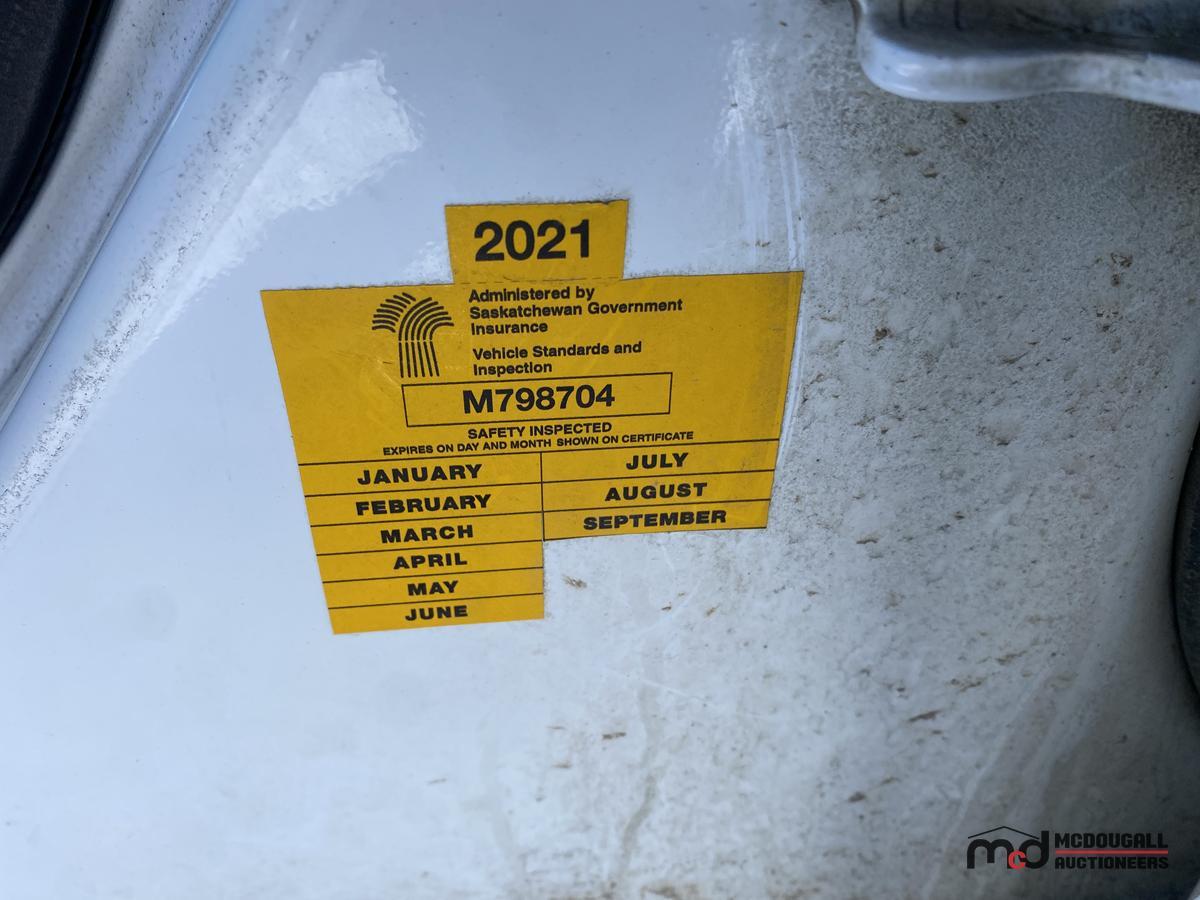 2021
Administered by
Saskatchewan Government
Insurance
Vehicle Standards and
Inspection
M798704
SAFETY INSPECTED
EXPIRES ON DAY AND MONTH SHOWN ON CERTIFICATE
JANUARY
FEBRUARY
MARCH
APRIL
MAY
JUNE
JULY
AUGUST
SEPTEMBER
mcd
MCDOUGALL
AUCTIONEERS